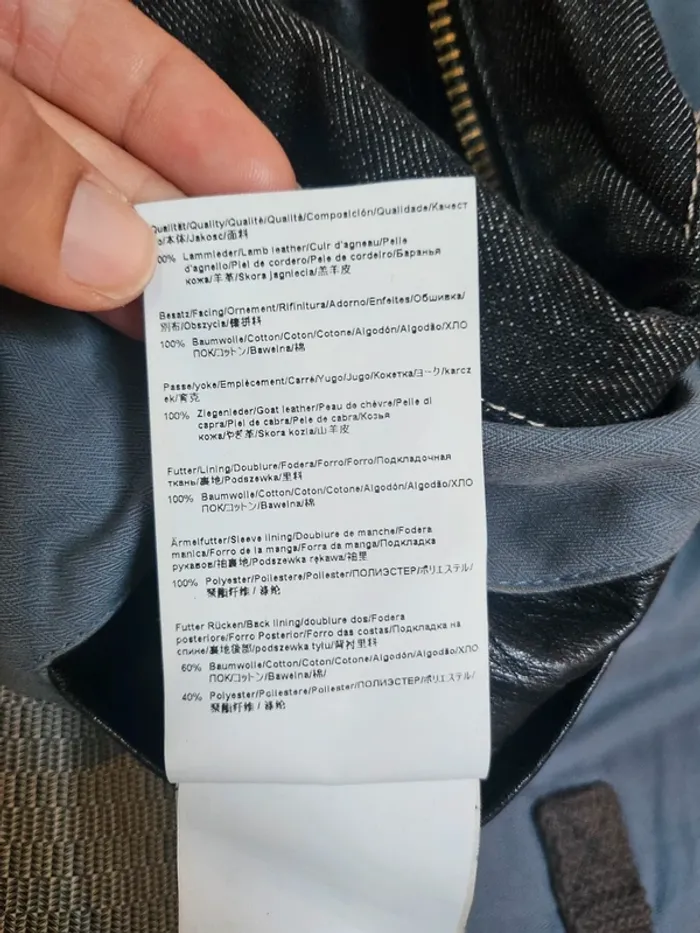 Qualität/Quality/Qualité/Qualità/Composición/Qualidade/Качест
во/本体/Jakosc/面料
100% Lammleder/Lamb leather/Cuir d'agneau/Pelle
d'agnello/Piel de cordero/Pele de cordeiro/Баранья
кожа/羊革/Skora jagniecia/羔羊皮
Besatz/Facing/Ornement/Rifinitura/Adorno/Enfeites/Обшивка/
別布/Obszycia/镶拼料
100% Baumwolle/Cotton/Coton/Cotone/Algodón/Algodão/ХЛО
ПОК/コットン/Bawelna/棉
Passe/yoke/Emplècement/Carré/Yugo/Jugo/Кокетка/ヨーク/karcz
ek/育克
100% Ziegenleder/Goat leather/Peau de chèvre/Pelle di
capra/Piel de cabra/Pele de cabra/Козья
кожа/やぎ革/Skora kozla/山羊皮
Futter/Lining/Doublure/Fodera/Forro/Forro/Подкладочная
ткань/裏地/Podszewka/里料
100% Baumwolle/Cotton/Coton/Cotone/Algodón/Algodão/ХЛО
ПОК/コットン/Bawelna/棉
Ärmelfutter/Sleeve lining/Doublure de manche/Fodera
manica/Forro de la manga/Forra da manga/Подкладка
рукавов/袖裏地/Podszewka rękawa/袖里
100% Polyester/Poliestere/Poliester/ПОЛИЭСТЕР/ポリエステル/
聚酯纤维 / 涤纶
Futter Rücken/Back lining/doublure dos/Fodera
posteriore/Forro Posterior/Forro das costas/Подкладка на
спине/裏地後部/podszewka tylu/背衬里料
60% Baumwolle/Cotton/Coton/Cotone/Algodón/Algodão/ХЛО
ПОК/コットン/Bawelna/棉/
40% Polyester/Poliestere/Poliester/ПОЛИЭСТЕР/ポリエステル/
聚酯纤维 / 涤纶